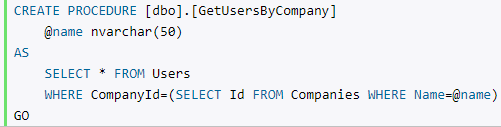 CREATE PROCEDURE [dbo].[GetUsersByCompany]
    @name nvarchar(50)
AS
    SELECT * FROM Users
    WHERE CompanyId=(SELECT Id FROM Companies WHERE Name=@name)
GO